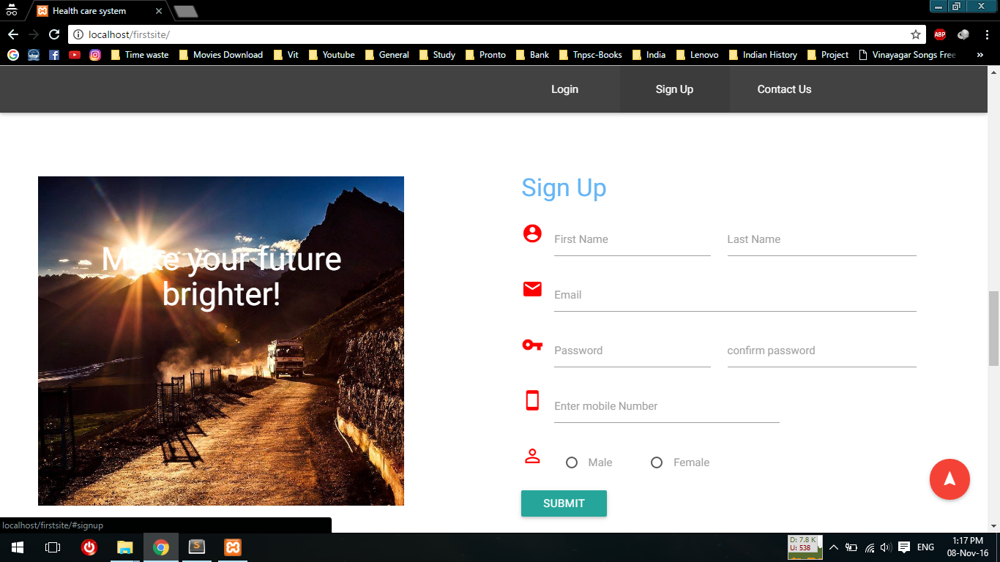 Health care system
localhost/firstsite/
ABP
Time waste Movies Download Vit Youtube General Study Pronto Bank Tnpsc-Books India Lenovo Indian History Project Vinayagar Songs Free »
Login Sign Up Contact Us
Make your future
brighter!
Sign Up
First Name Last Name
Email
Password confirm password
Enter mobile Number
Male Female
SUBMIT
localhost/firstsite/#signup
D: 7.8 K
U: 538
ENG
1:17 PM
08-Nov-16